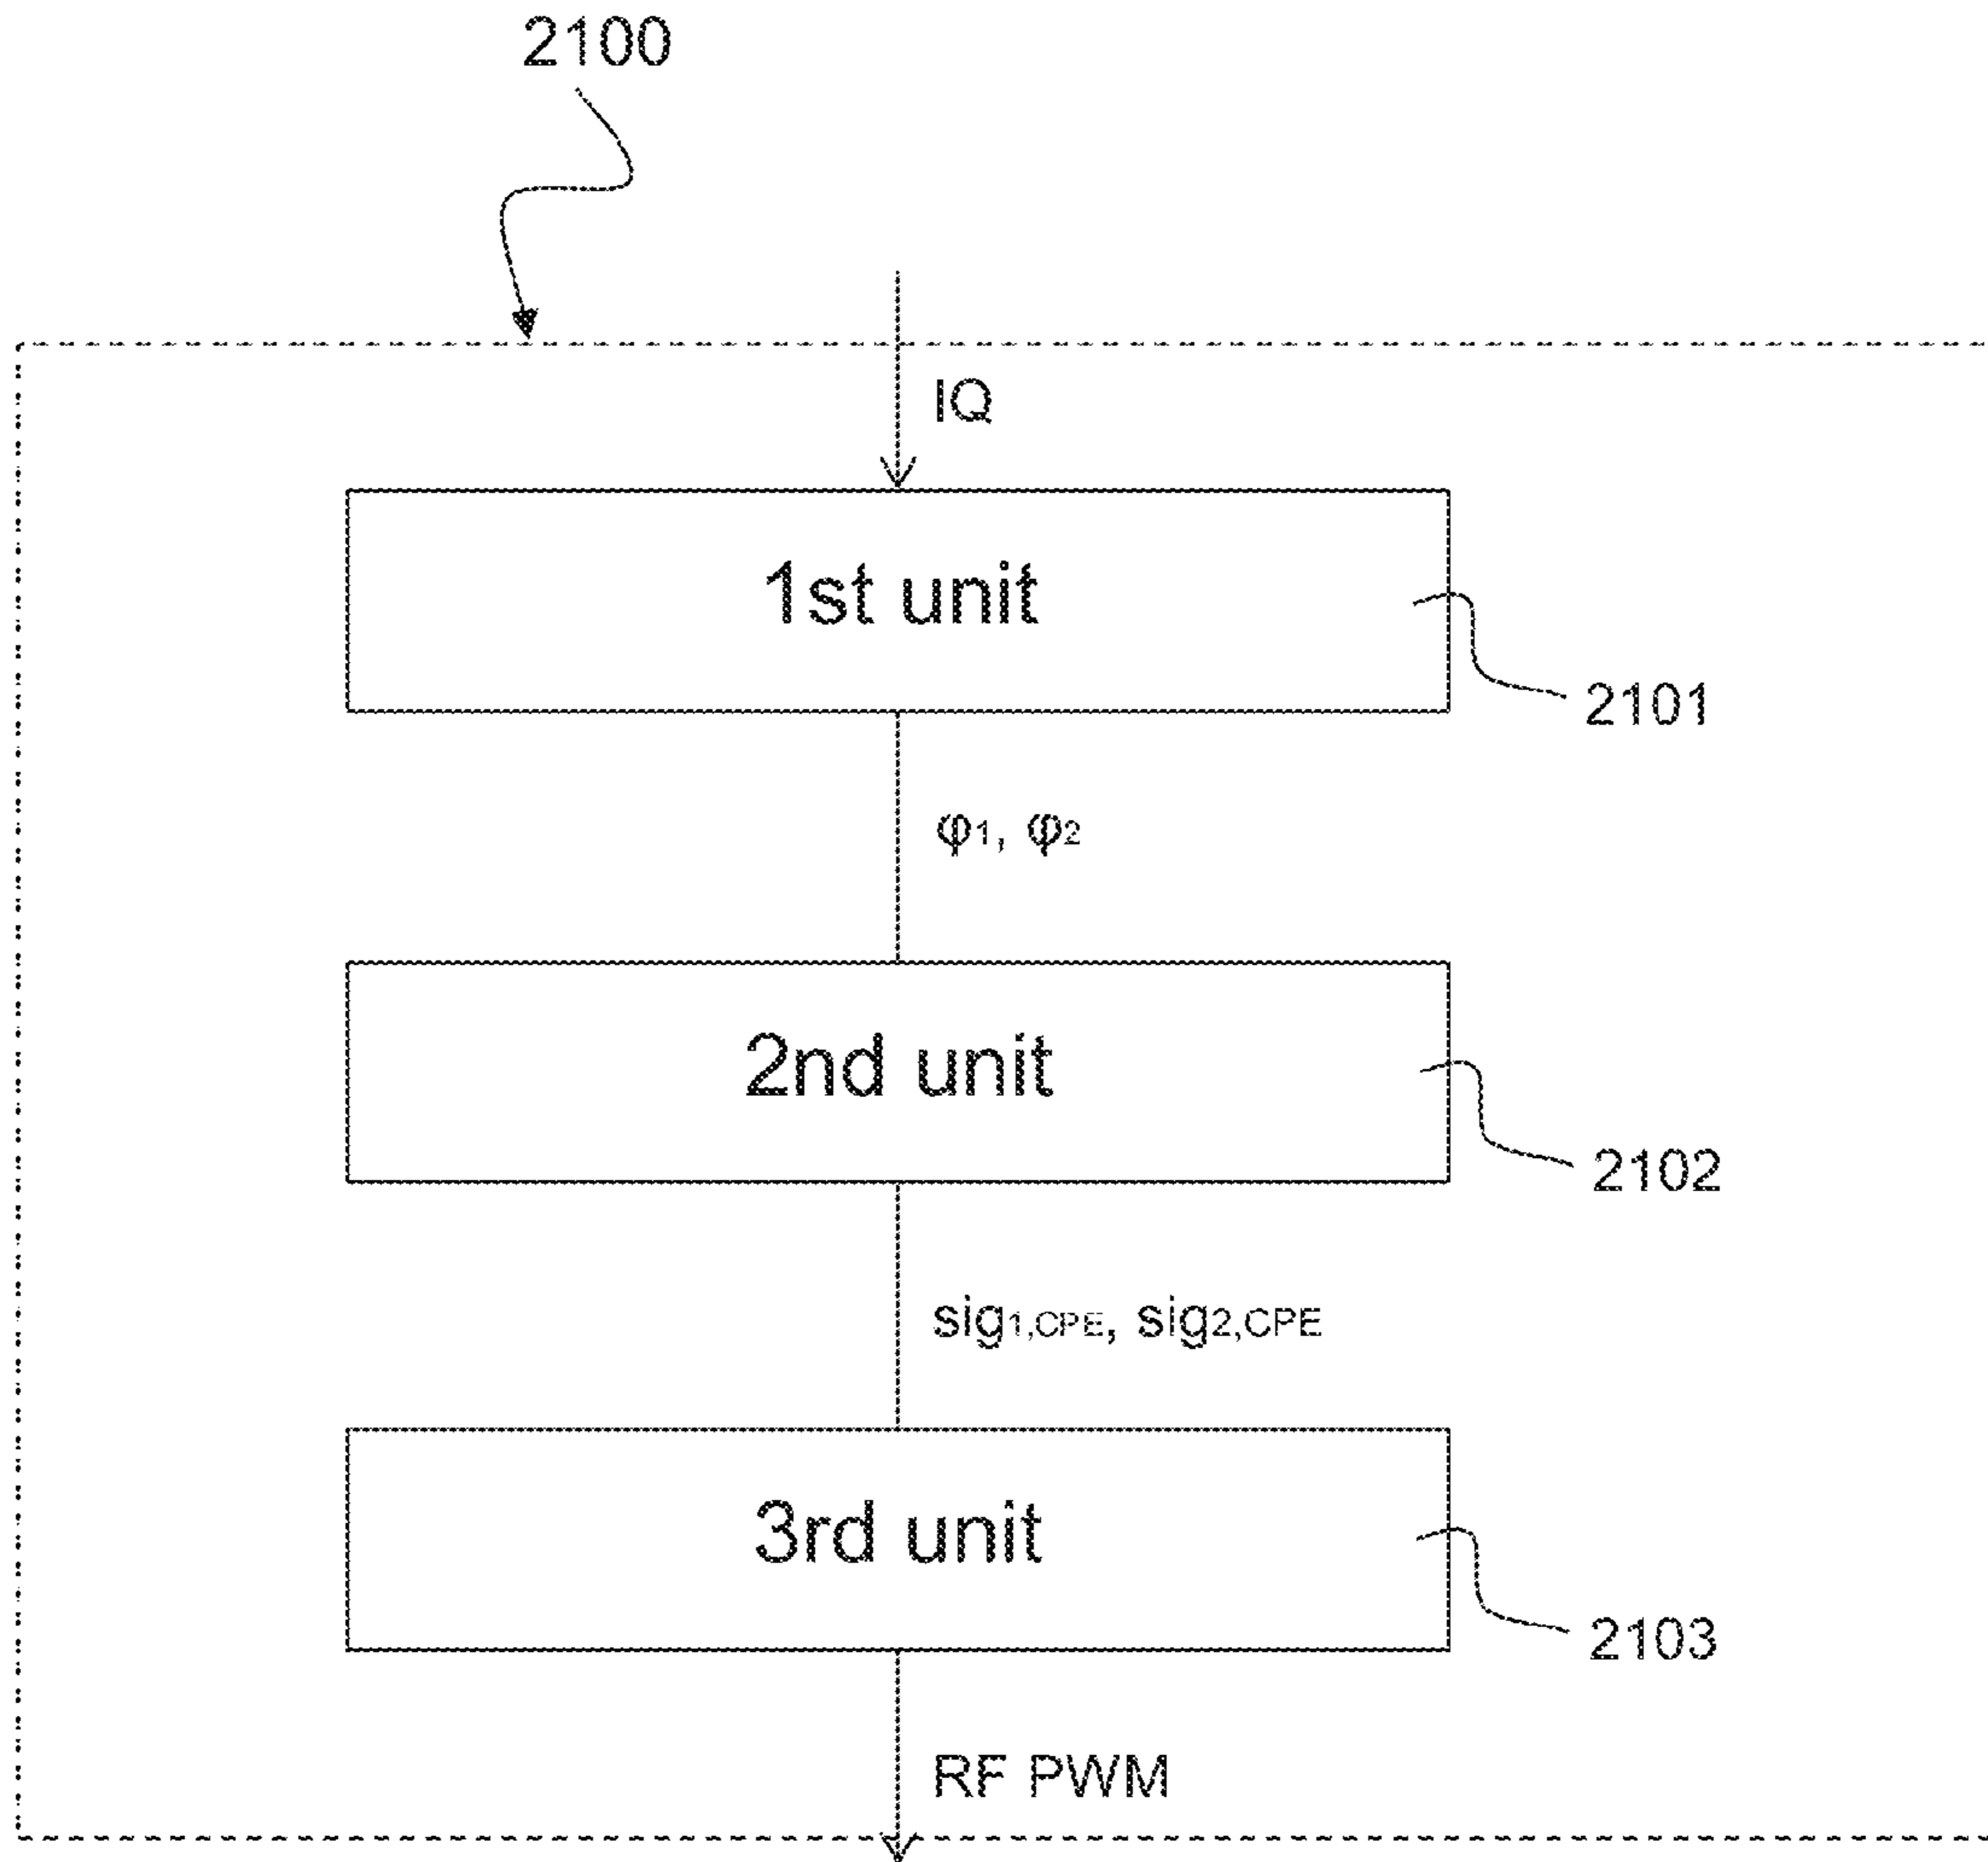 2100
IQ
1st unit
2101
φ1, φ2
2nd unit
2102
sig1,CPE, sig2,CPE
3rd unit
2103
RF PWM